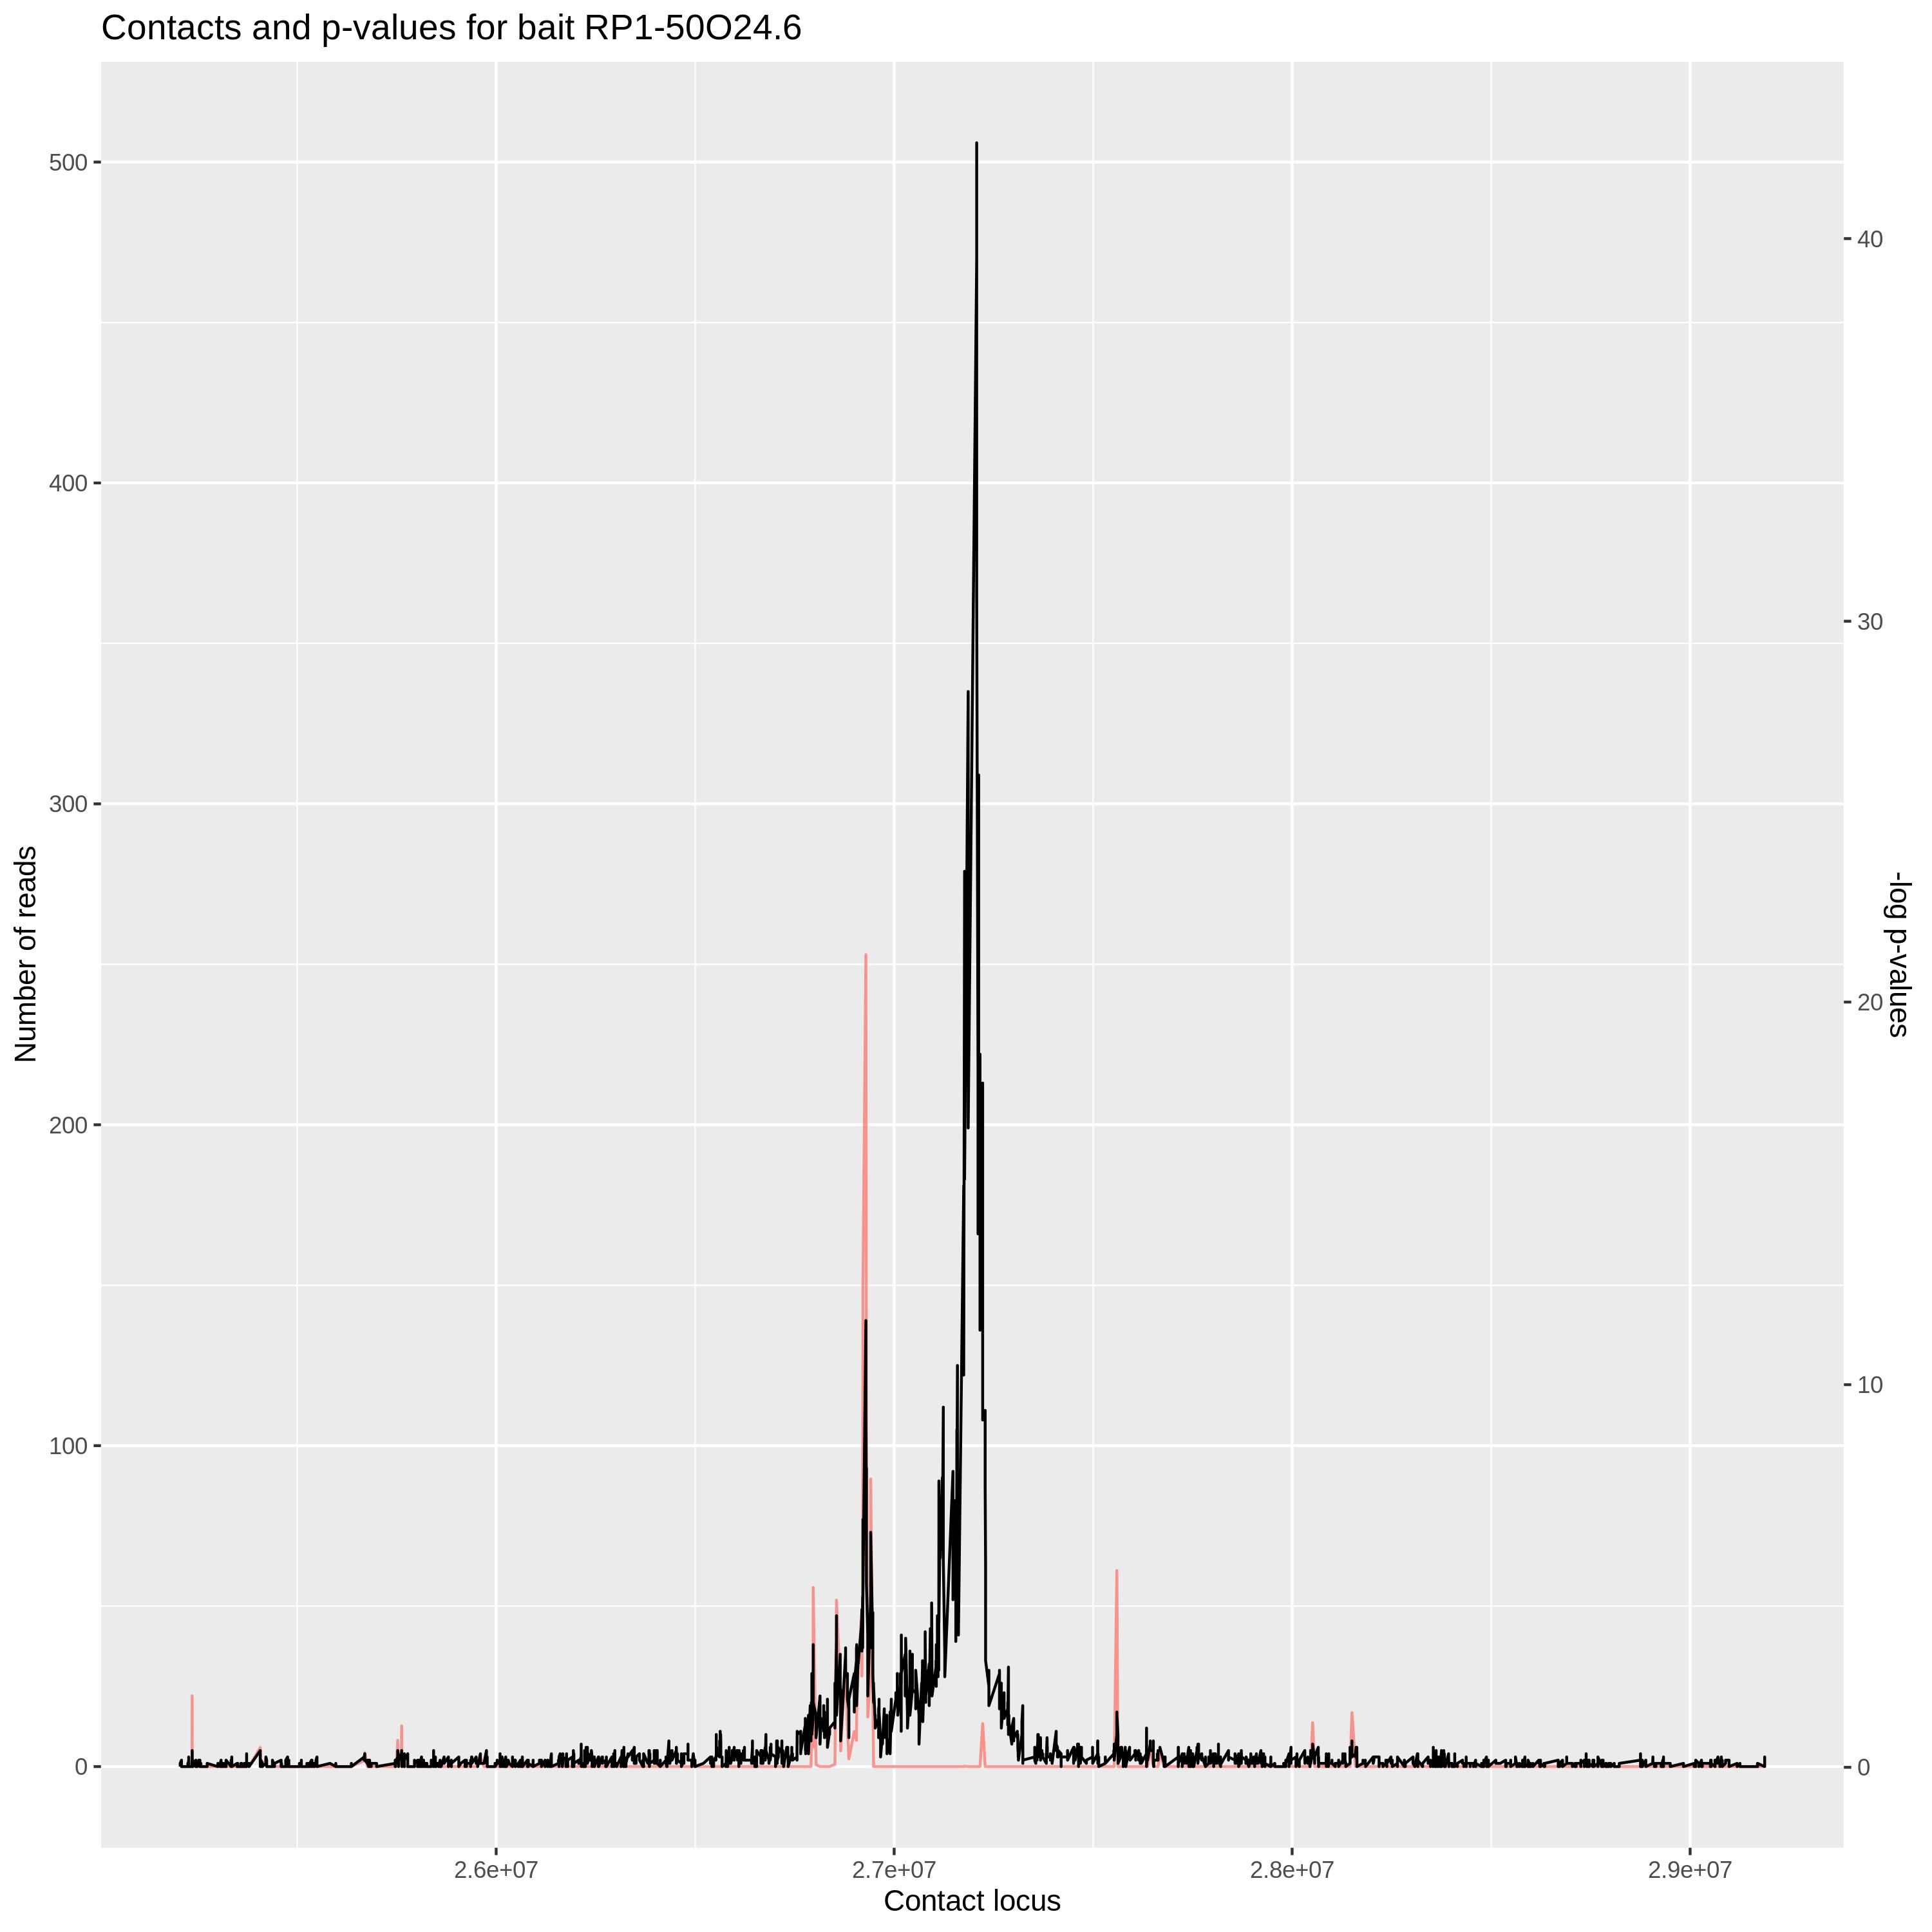 Contacts and p-values for bait RP1-50O24.6
500
400
300
200
100
0
Number of reads
40
30
20
10
0
-log p-values
2.6e+07
2.7e+07
2.8e+07
2.9e+07
Contact locus